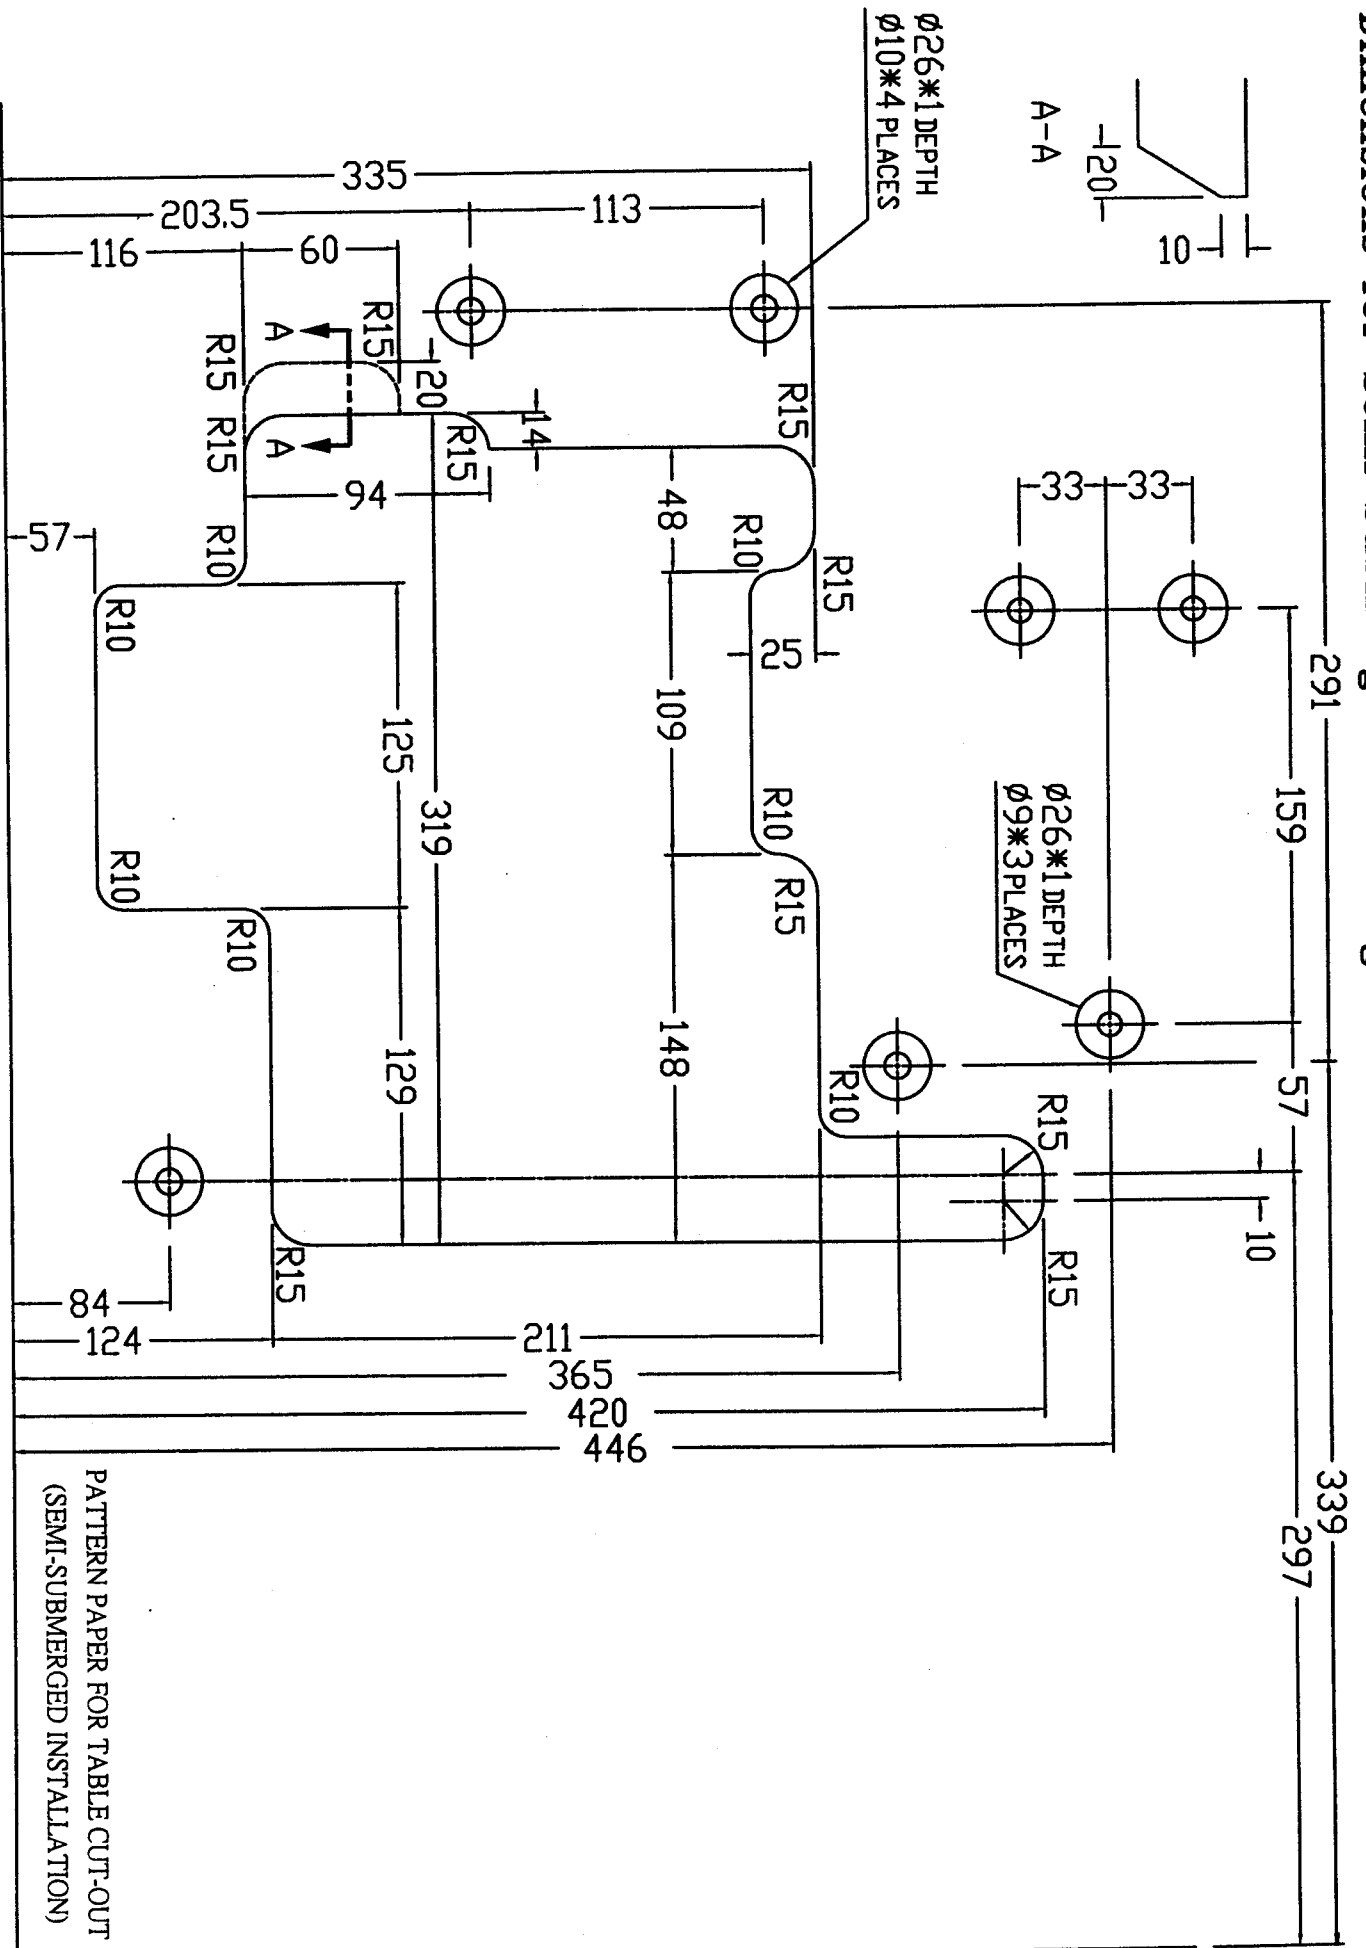 Ø26*1 DEPTH
Ø10*4 PLACES
A-A
20
10
335
203.5
113
116
60
R15
R15
R15
A
A
20
14
R15
R15
94
57
R10
R10
48
R10
R15
25
109
125
319
R10
R10
R10
R15
148
129
R10
R15
R15
R15
33
33
291
159
Ø26*1 DEPTH
Ø9*3 PLACES
57
10
84
124
211
365
420
446
339
297
PATTERN PAPER FOR TABLE CUT-OUT
(SEMI-SUBMERGED INSTALLATION)